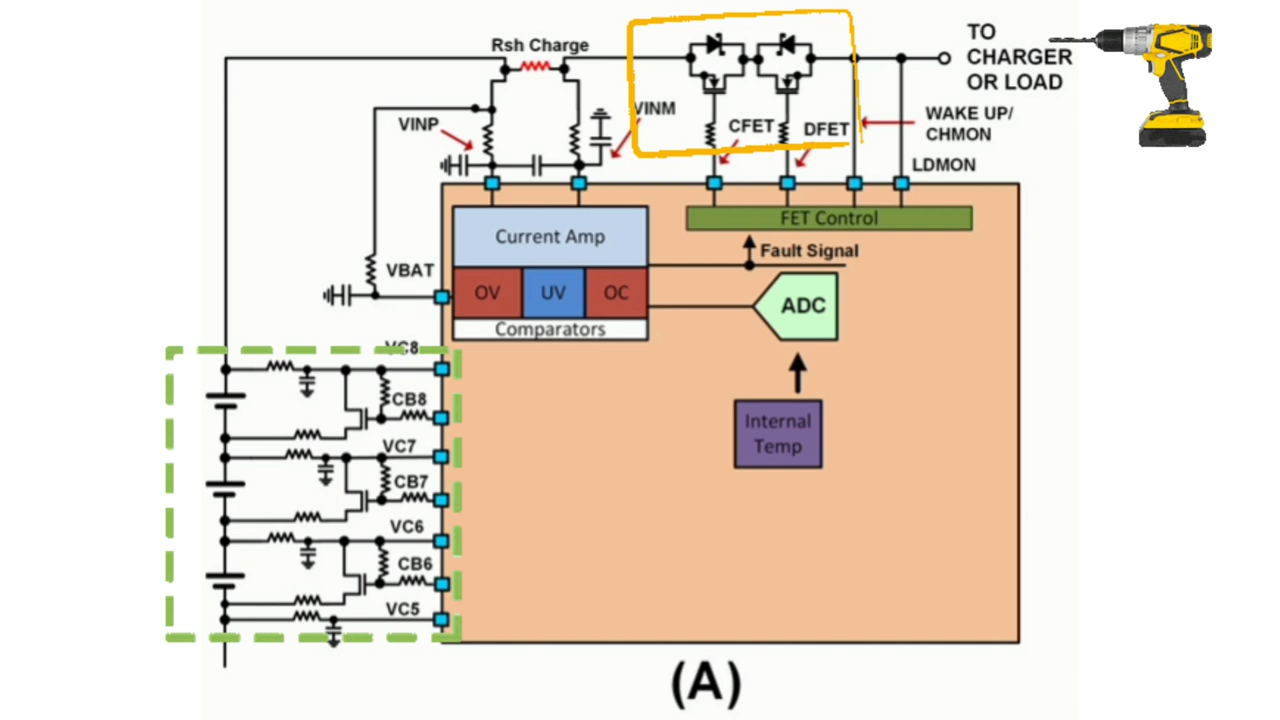 Rsh Charge
TO
CHARGER
OR LOAD
VINP
VINM
CFET
DFET
WAKE UP/
CHMON
LDMON
FET Control
Current Amp
Fault Signal
VBAT
OV
UV
OC
ADC
Comparators
VC8
CB8
VC7
CB7
VC6
CB6
VC5
Internal
Temp
(A)